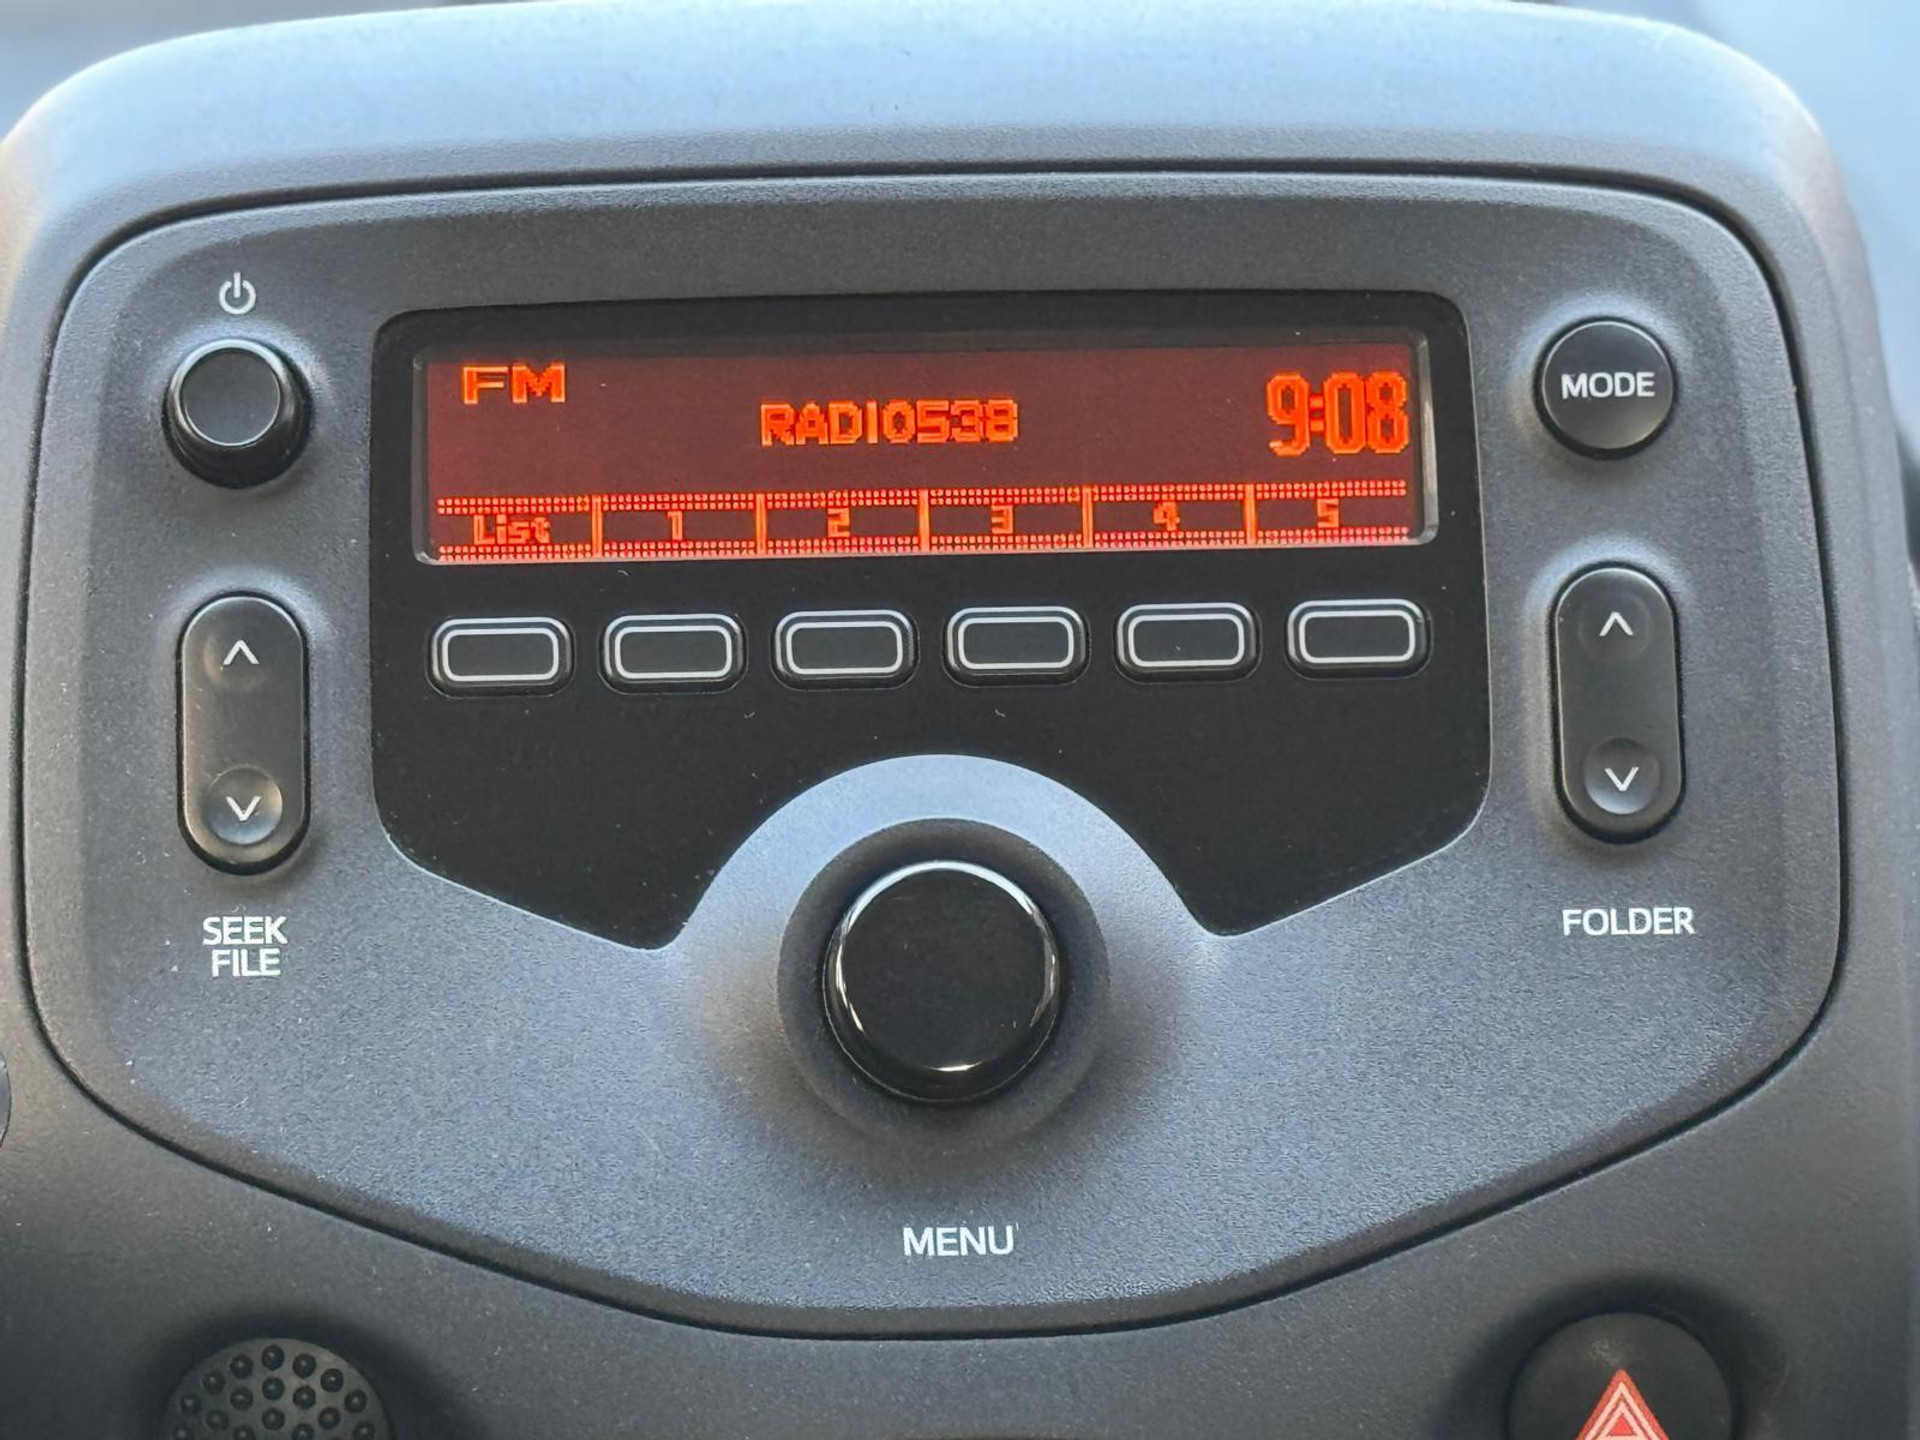 FM
RADIO538
9:08
MODE
List 1 2 3 4 5
SEEK
FILE
FOLDER
MENU